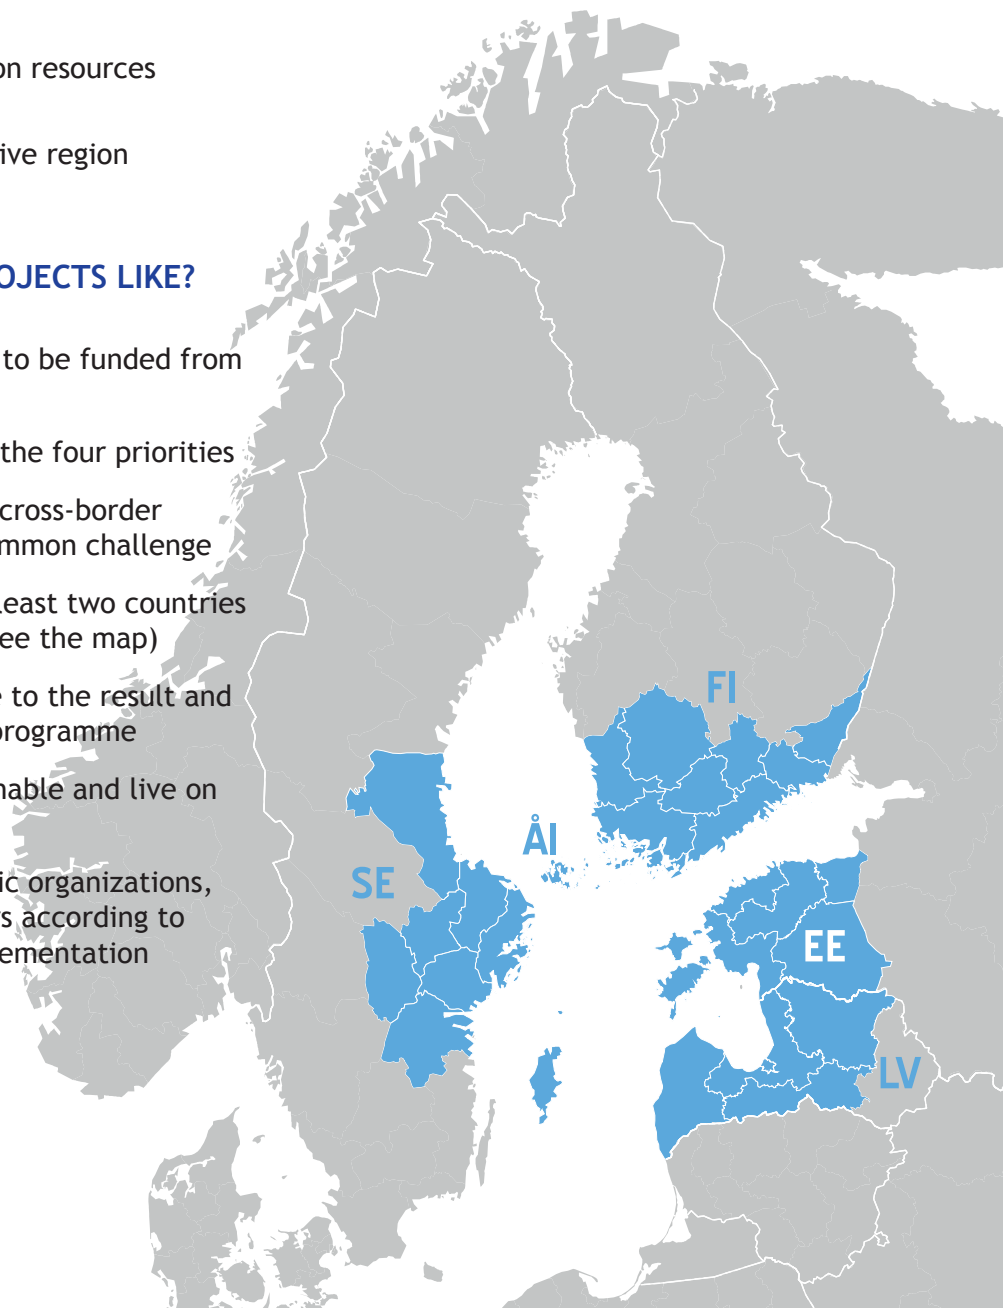 on resources
ive region
OJECTS LIKE?
to be funded from
the four priorities
cross-border
mmon challenge
least two countries
ee the map)
e to the result and
programme
nable and live on
ic organizations,
s according to
ementation
FI
ÅI
SE
EE
LV